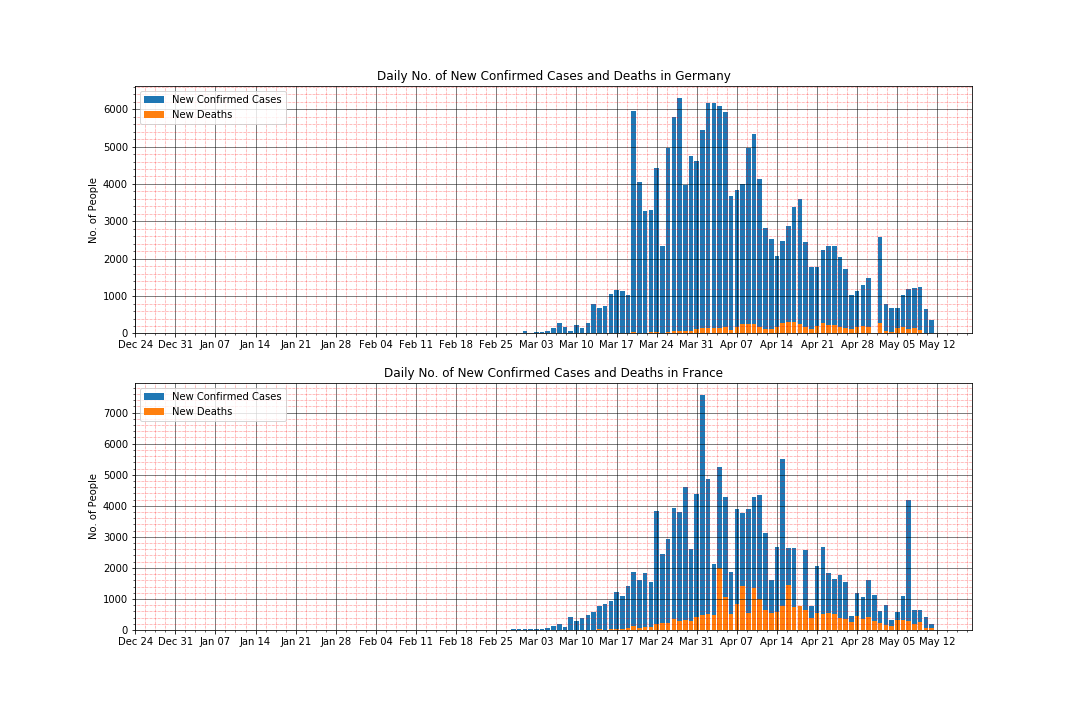 Daily No. of New Confirmed Cases and Deaths in Germany
New Confirmed Cases
New Deaths
No. of People
6000
5000
4000
3000
2000
1000
0
Dec 24 Dec 31 Jan 07 Jan 14 Jan 21 Jan 28 Feb 04 Feb 11 Feb 18 Feb 25 Mar 03 Mar 10 Mar 17 Mar 24 Mar 31 Apr 07 Apr 14 Apr 21 Apr 28 May 05 May 12
Daily No. of New Confirmed Cases and Deaths in France
New Confirmed Cases
New Deaths
No. of People
7000
6000
5000
4000
3000
2000
1000
0
Dec 24 Dec 31 Jan 07 Jan 14 Jan 21 Jan 28 Feb 04 Feb 11 Feb 18 Feb 25 Mar 03 Mar 10 Mar 17 Mar 24 Mar 31 Apr 07 Apr 14 Apr 21 Apr 28 May 05 May 12